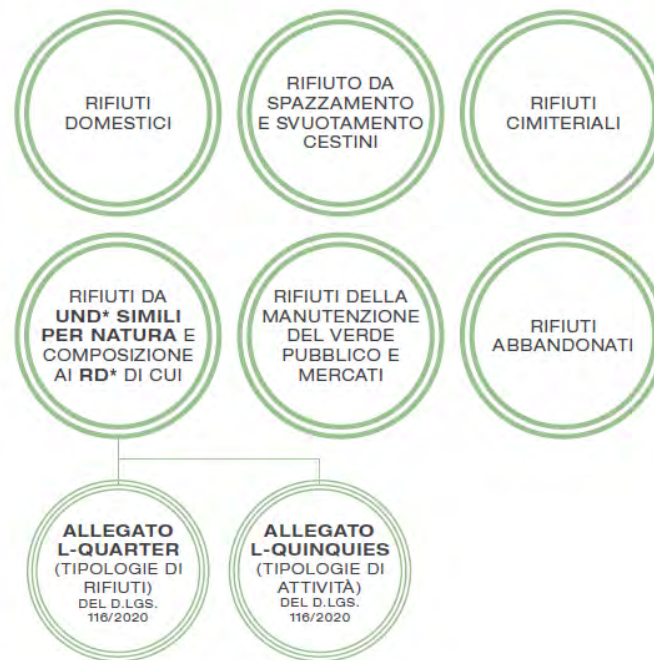 RIFIUTI
DOMESTICI
RIFIUTO DA
SPAZZAMENTO
E SVUOTAMENTO
CESTINI
RIFIUTI
CIMITERIALI
RIFIUTI DA
UND* SIMILI
PER NATURA E
COMPOSIZIONE
AI RD* DI CUI
RIFIUTI DELLA
MANUTENZIONE
DEL VERDE
PUBBLICO E
MERCATI
RIFIUTI
ABBANDONATI
ALLEGATO
L-QUARTER
(TIPOLOGIE DI
RIFIUTI)
DEL D.LGS.
116/2020
ALLEGATO
L-QUINQUIES
(TIPOLOGIE DI
ATTIVITÀ)
DEL D.LGS.
116/2020